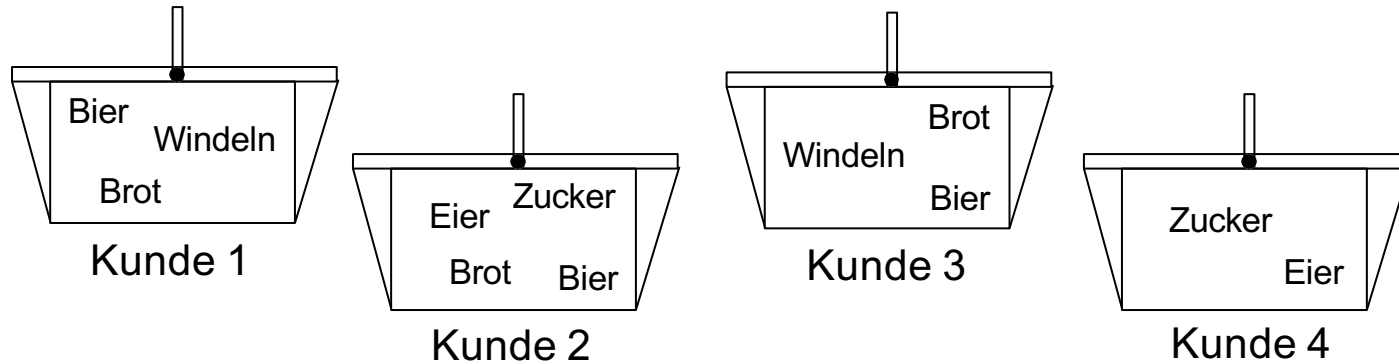 Bier
Windeln
Brot
Kunde 1
Zucker
Eier
Brot
Bier
Kunde 2
Brot
Windeln
Bier
Kunde 3
Zucker
Eier
Kunde 4